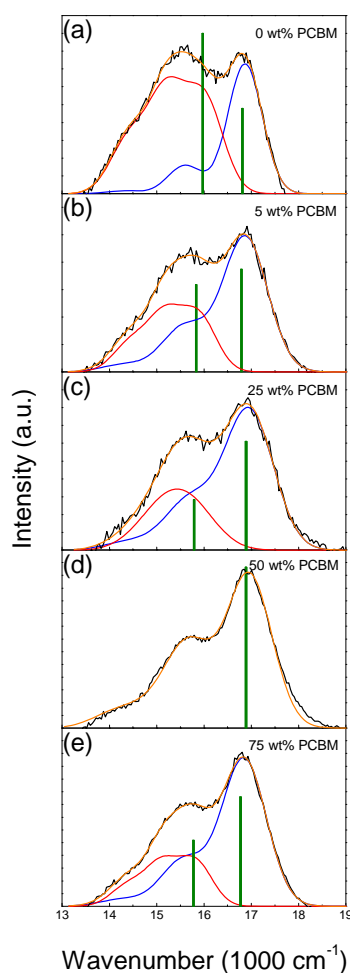 (a)
0 wt% PCBM
(b)
5 wt% PCBM
(c)
25 wt% PCBM
(d)
50 wt% PCBM
(e)
75 wt% PCBM
Intensity (a.u.)
13 14 15 16 17 18 19
Wavenumber (1000 cm⁻¹)